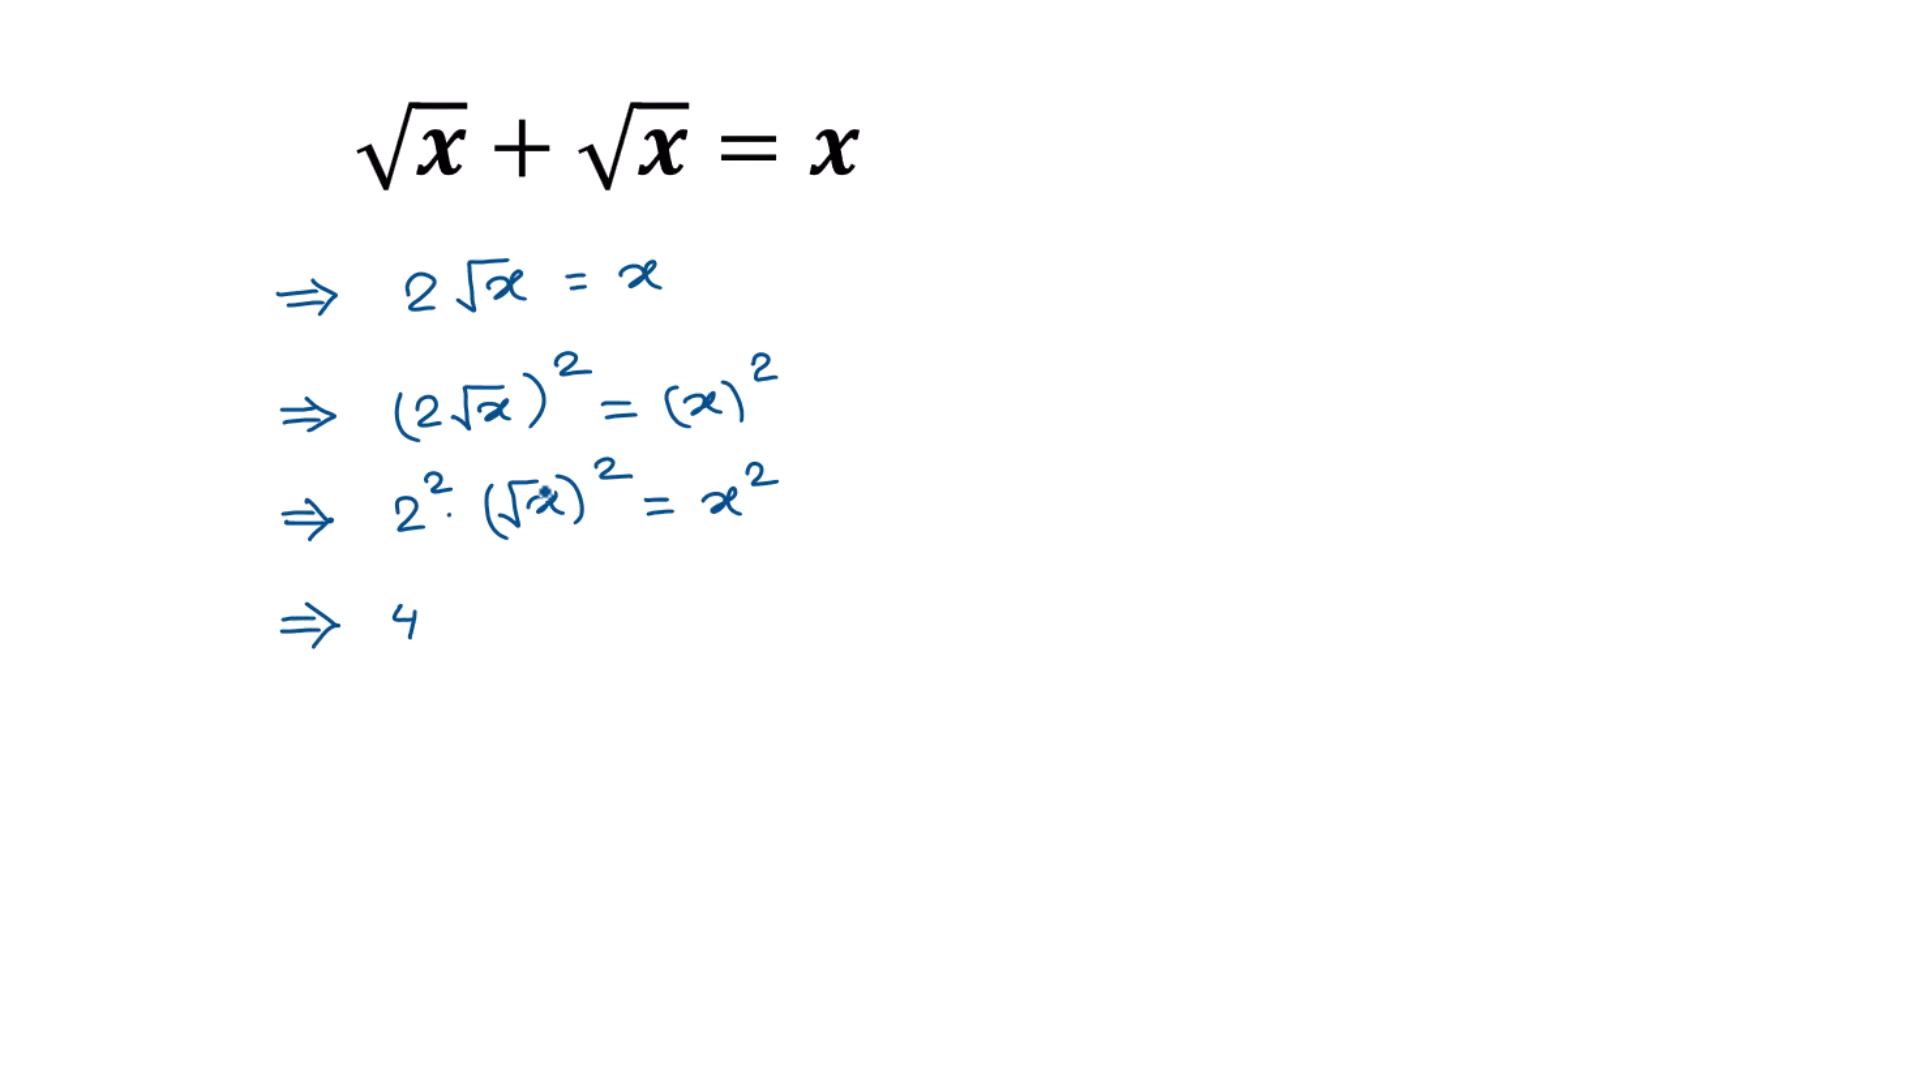 √x + √x = x
⇒ 2√x = x
⇒ (2√x)² = (x)²
⇒ 2² · (√x)² = x²
⇒ 4